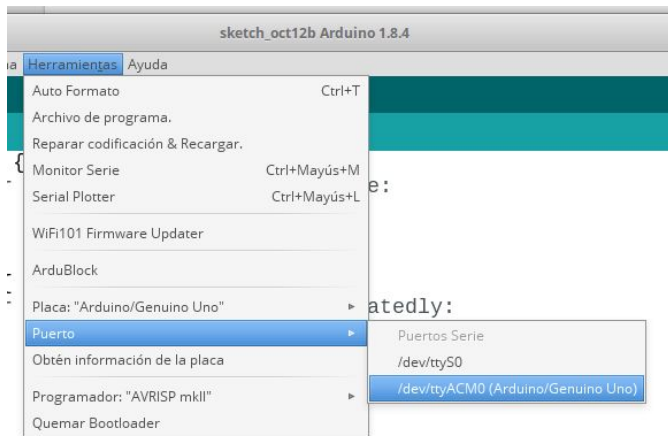 sketch_oct12b Arduino 1.8.4
na Herramientas Ayuda
Auto Formato Ctrl+T
Archivo de programa.
Reparar codificación & Recargar.
{
Monitor Serie Ctrl+Mayús+M
e:
Serial Plotter Ctrl+Mayús+L
WiFi101 Firmware Updater
ArduBlock
Placa: "Arduino/Genuino Uno"
atedly:
Puerto
Puertos Serie
Obtén información de la placa
/dev/ttyS0
/dev/ttyACM0 (Arduino/Genuino Uno)
Programador: "AVRISP mkII"
Quemar Bootloader